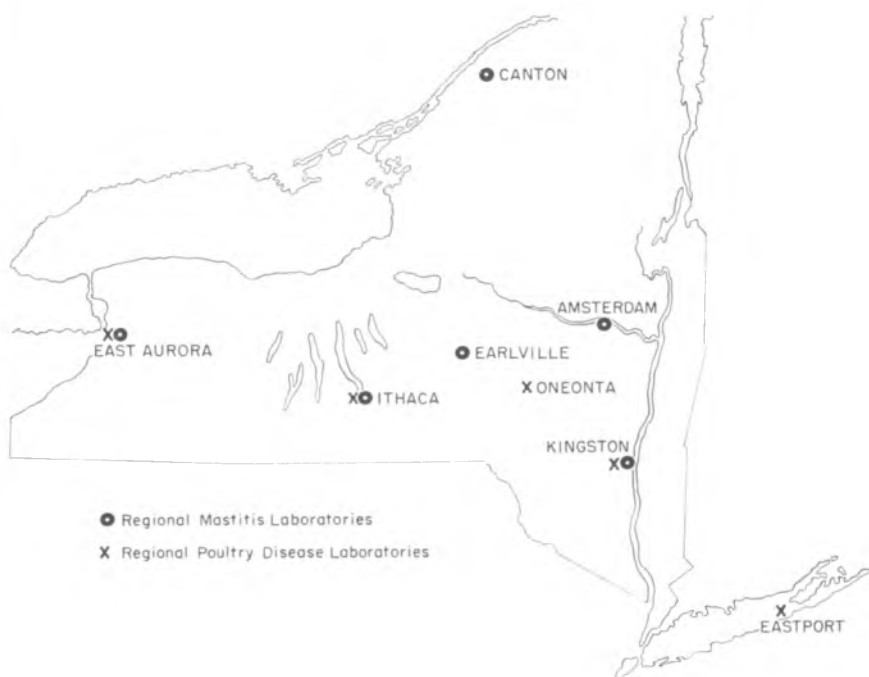 CANTON
AMSTERDAM
EAST AURORA
EARLVILLE
X ONEONTA
X ITHACA
KINGSTON
X
Regional Mastitis Laboratories
X Regional Poultry Disease Laboratories
X
EASTPORT